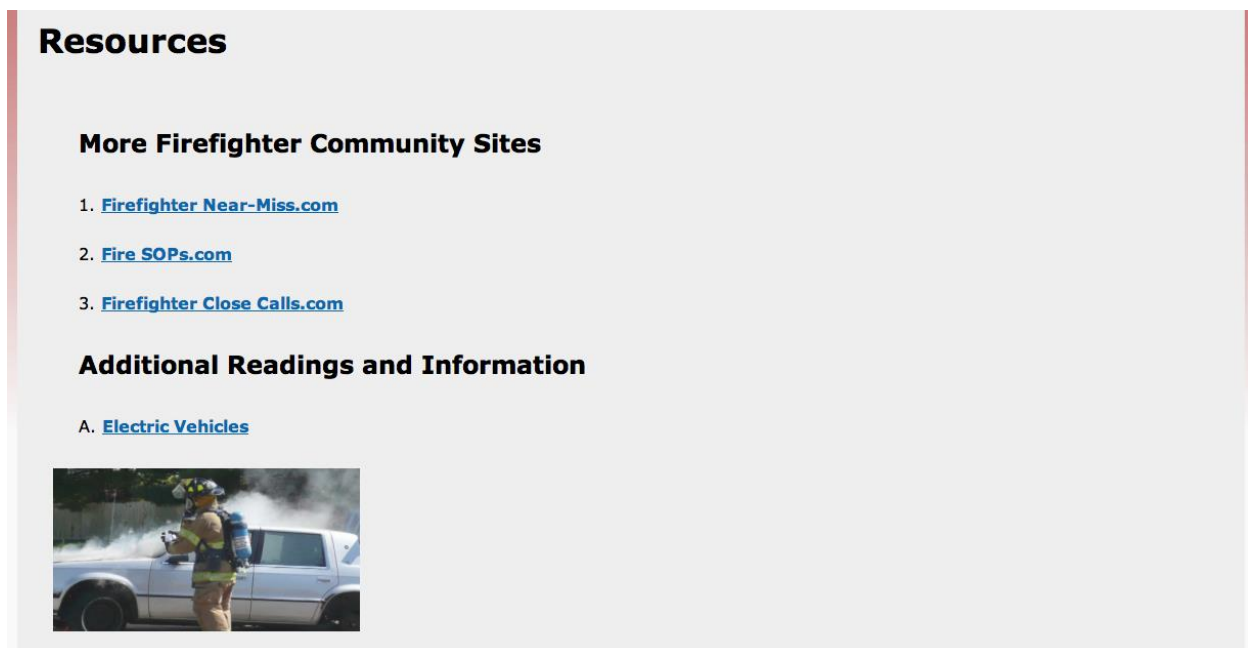 Resources
More Firefighter Community Sites
1. Firefighter Near-Miss.com
2. Fire SOPs.com
3. Firefighter Close Calls.com
Additional Readings and Information
A. Electric Vehicles